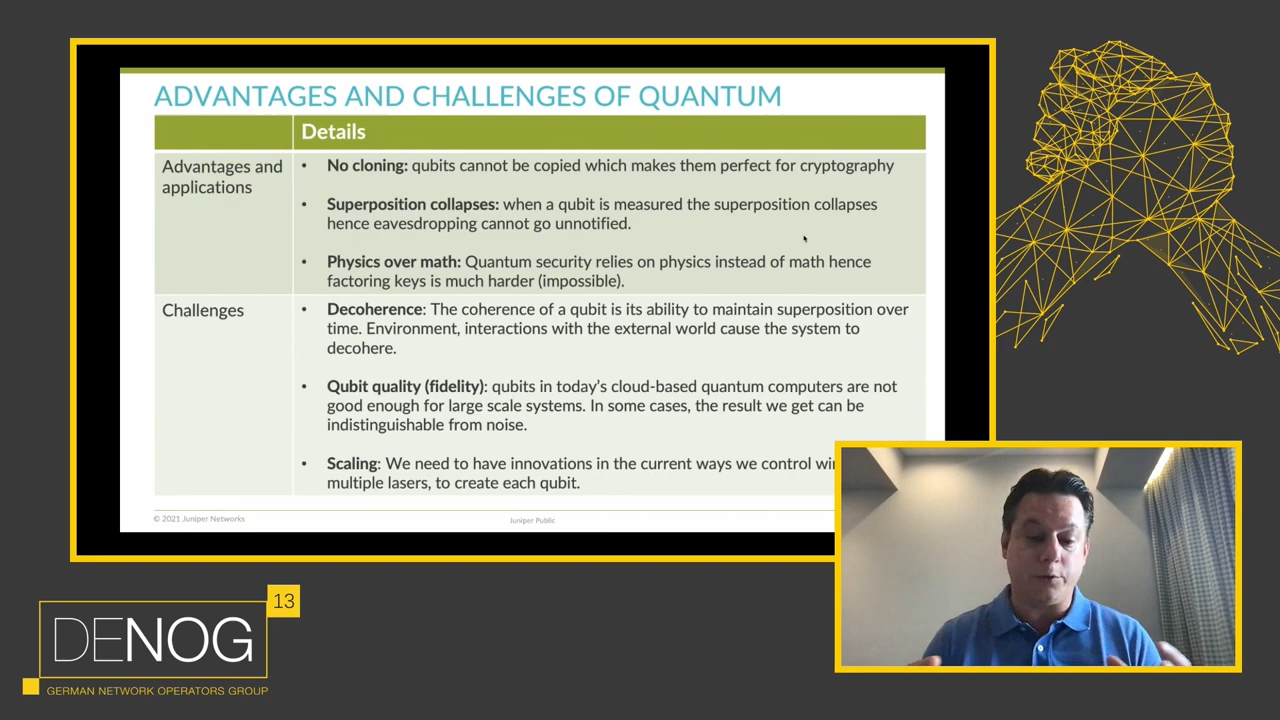 ADVANTAGES AND CHALLENGES OF QUANTUM
Details
Advantages and
applications
• No cloning: qubits cannot be copied which makes them perfect for cryptography
• Superposition collapses: when a qubit is measured the superposition collapses
hence eavesdropping cannot go unnotified.
• Physics over math: Quantum security relies on physics instead of math hence
factoring keys is much harder (impossible).
Challenges
• Decoherence: The coherence of a qubit is its ability to maintain superposition over
time. Environment, interactions with the external world cause the system to
decohere.
• Qubit quality (fidelity): qubits in today’s cloud-based quantum computers are not
good enough for large scale systems. In some cases, the result we get can be
indistinguishable from noise.
• Scaling: We need to have innovations in the current ways we control
multiple lasers, to create each qubit.
© 2021 Juniper Networks
Juniper Public
13
DENOG
GERMAN NETWORK OPERATORS GROUP